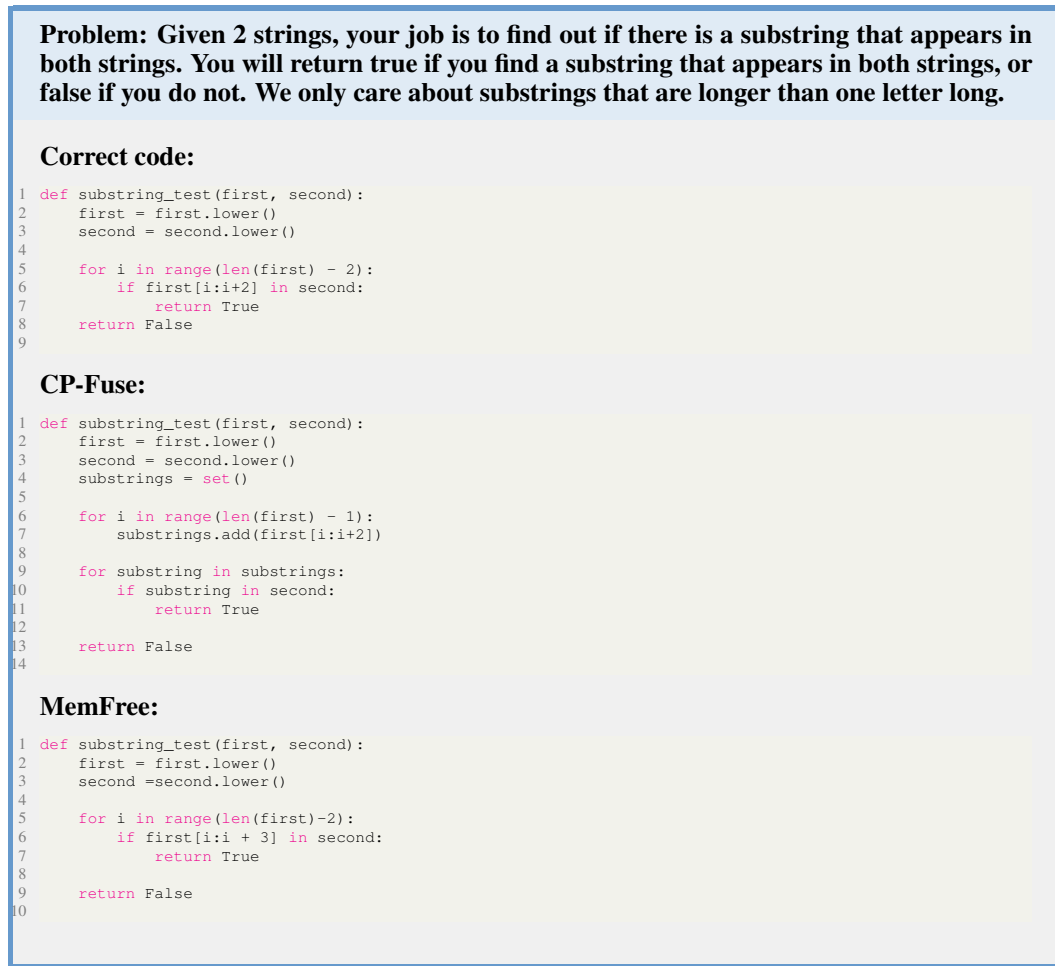 Problem: Given 2 strings, your job is to find out if there is a substring that appears in
both strings. You will return true if you find a substring that appears in both strings, or
false if you do not. We only care about substrings that are longer than one letter long.
Correct code:
1 def substring_test(first, second):
2     first = first.lower()
3     second = second.lower()
4
5     for i in range(len(first) - 2):
6         if first[i:i+2] in second:
7             return True
8     return False
9
CP-Fuse:
1 def substring_test(first, second):
2     first = first.lower()
3     second = second.lower()
4     substrings = set()
5
6     for i in range(len(first) - 1):
7         substrings.add(first[i:i+2])
8
9     for substring in substrings:
10         if substring in second:
11             return True
12
13     return False
14
MemFree:
1 def substring_test(first, second):
2     first = first.lower()
3     second =second.lower()
4
5     for i in range(len(first)-2):
6         if first[i:i + 3] in second:
7             return True
8
9     return False
10